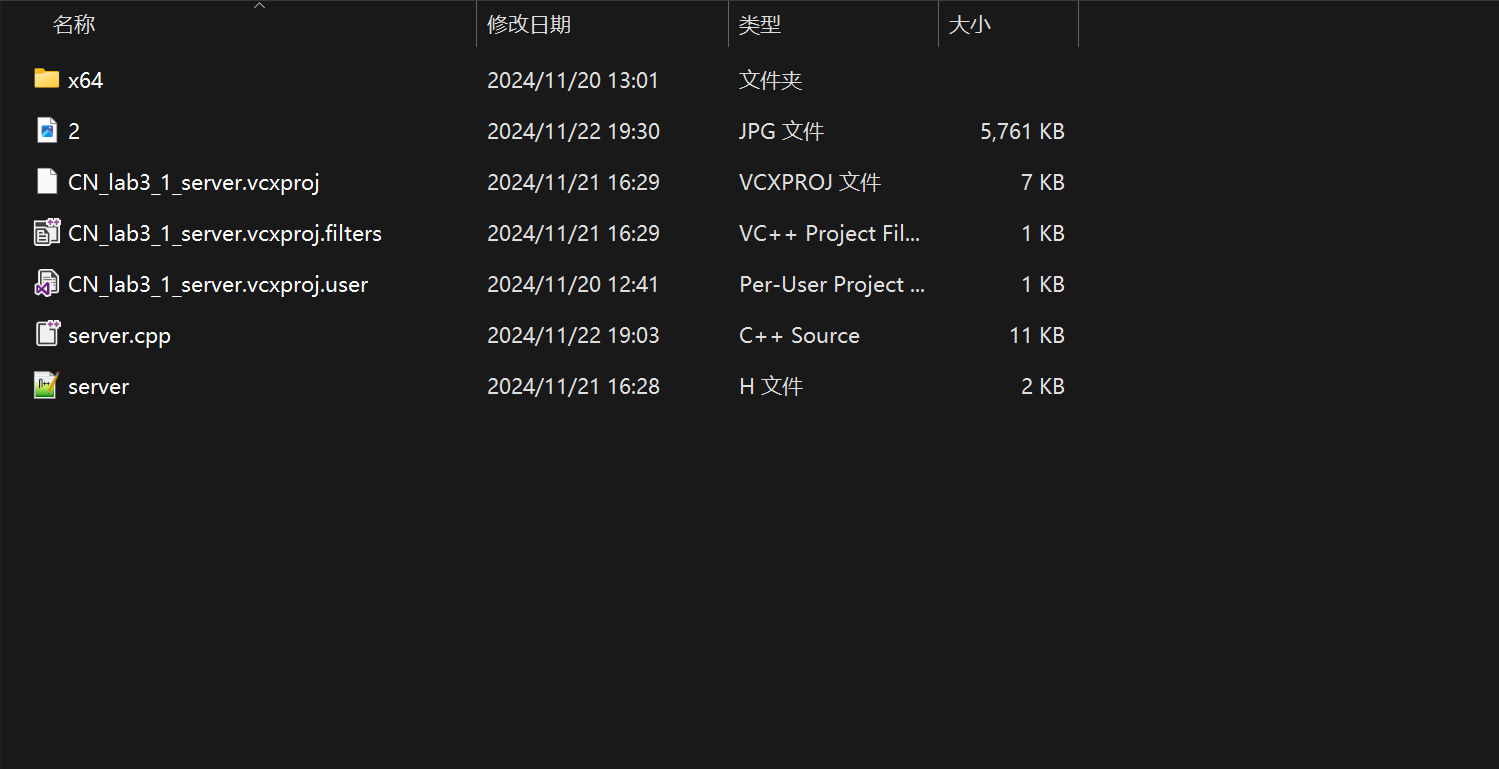 名称 修改日期 类型 大小
x64 2024/11/20 13:01 文件夹
2 2024/11/22 19:30 JPG 文件 5,761 KB
CN_lab3_1_server.vcxproj 2024/11/21 16:29 VCXPROJ 文件 7 KB
CN_lab3_1_server.vcxproj.filters 2024/11/21 16:29 VC++ Project Fil... 1 KB
CN_lab3_1_server.vcxproj.user 2024/11/20 12:41 Per-User Project ... 1 KB
server.cpp 2024/11/22 19:03 C++ Source 11 KB
server 2024/11/21 16:28 H 文件 2 KB